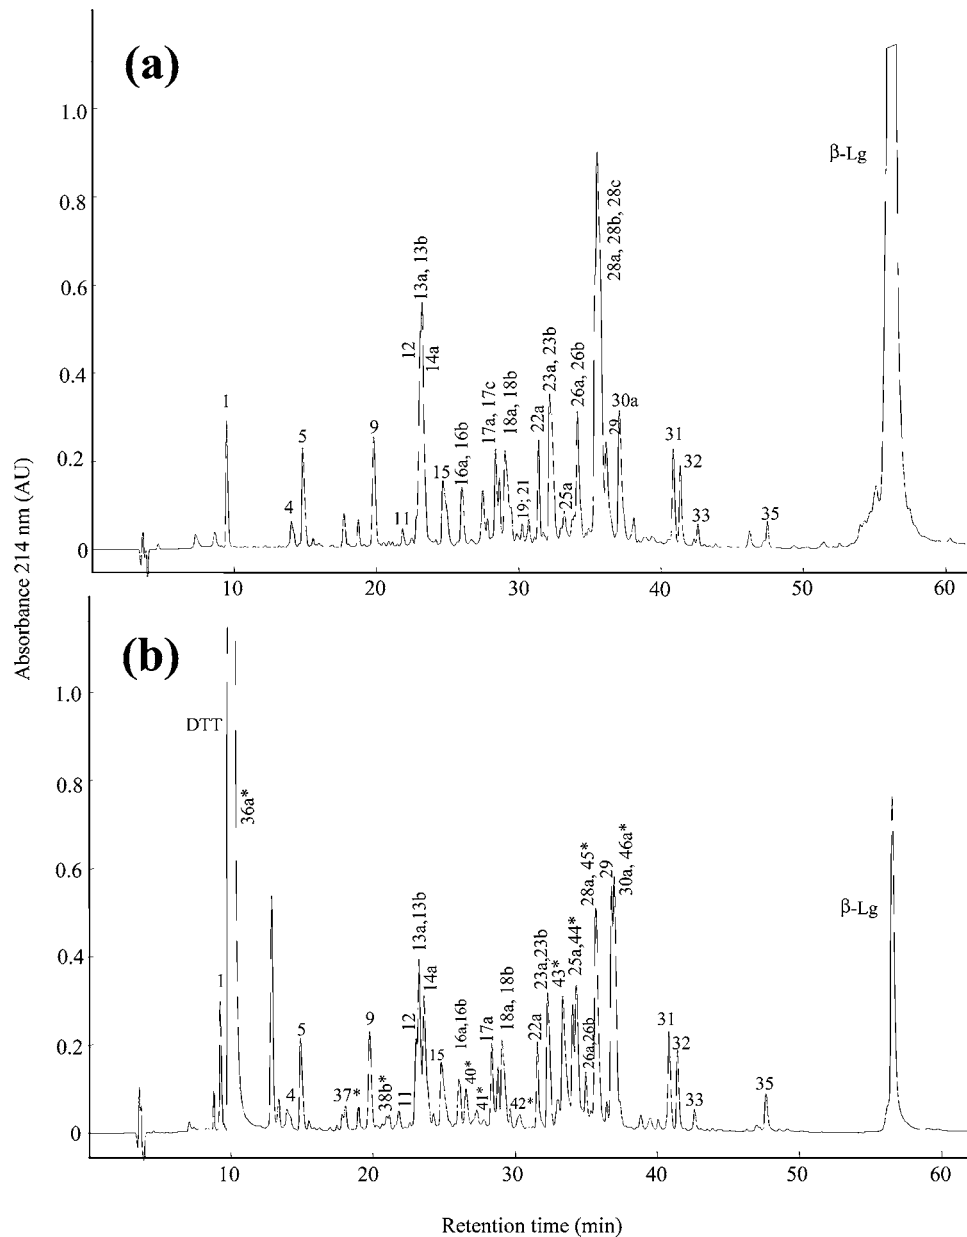 (a)
Absorbance 214 nm (AU)
1.0
0.8
0.6
0.4
0.2
0
β-Lg
1
4
5
9
11
12
13a, 13b
14a
15
16a, 16b
17a, 17c
18a, 18b
19; 21
22a
23a, 23b
25a
26a, 26b
28a, 28b, 28c
29
30a
31
32
33
35
10
20
30
40
50
60
(b)
1.0
0.8
0.6
0.4
0.2
0
DTT
36a*
β-Lg
1
4
5
37*
9
38b*
11
12
13a,13b
14a
15
16a,16b
40*
41*
17a
18a, 18b
42*
22a
23a,23b
43*
25a,44*
26a,26b
28a, 45*
29
30a, 46a*
31
32
33
35
10
20
30
40
50
60
Retention time (min)